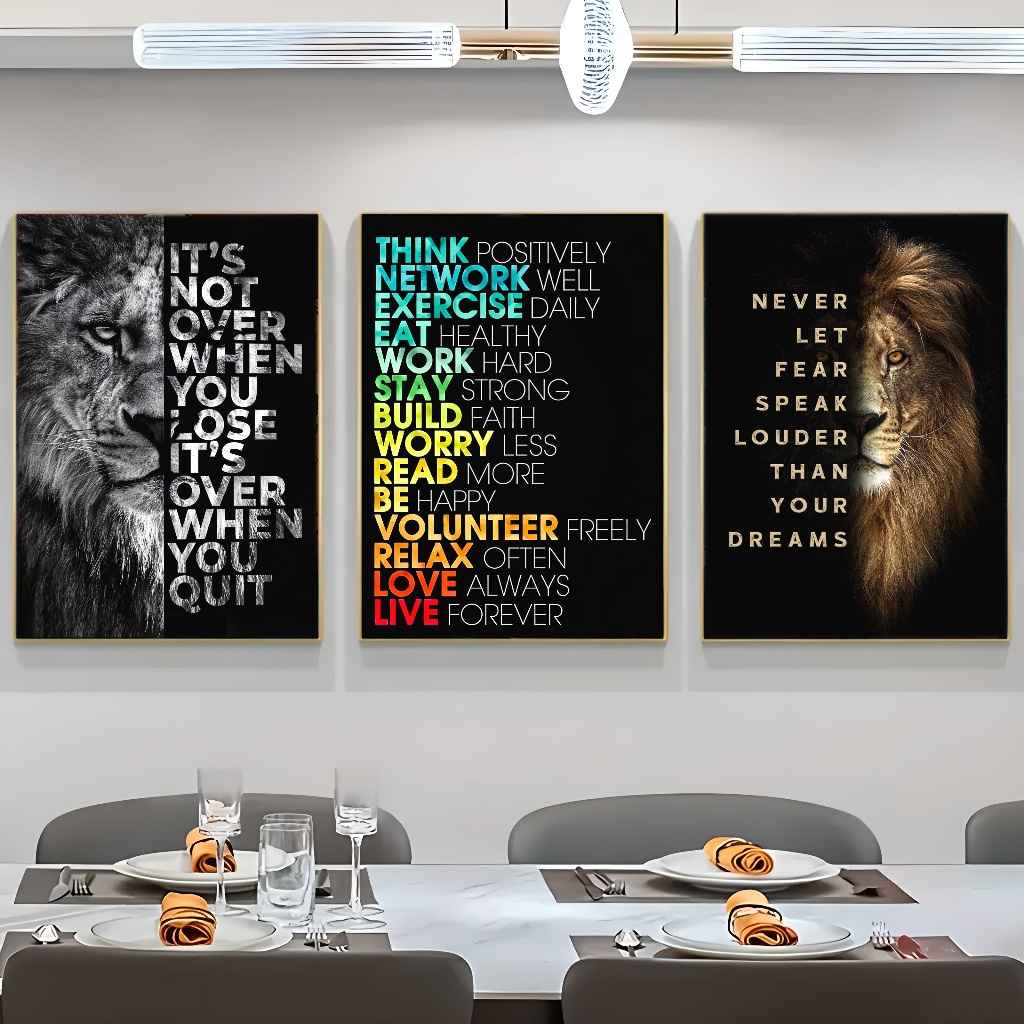 IT'S
NOT
OVER
WHEN
YOU
LOSE
IT'S
OVER
WHEN
YOU
QUIT
THINK POSITIVELY
NETWORK WELL
EXERCISE DAILY
EAT HEALTHY
WORK HARD
STAY STRONG
BUILD FAITH
WORRY LESS
READ MORE
BE HAPPY
VOLUNTEER FREELY
RELAX OFTEN
LOVE ALWAYS
LIVE FOREVER
NEVER
LET
FEAR
SPEAK
LOUDER
THAN
YOUR
DREAMS